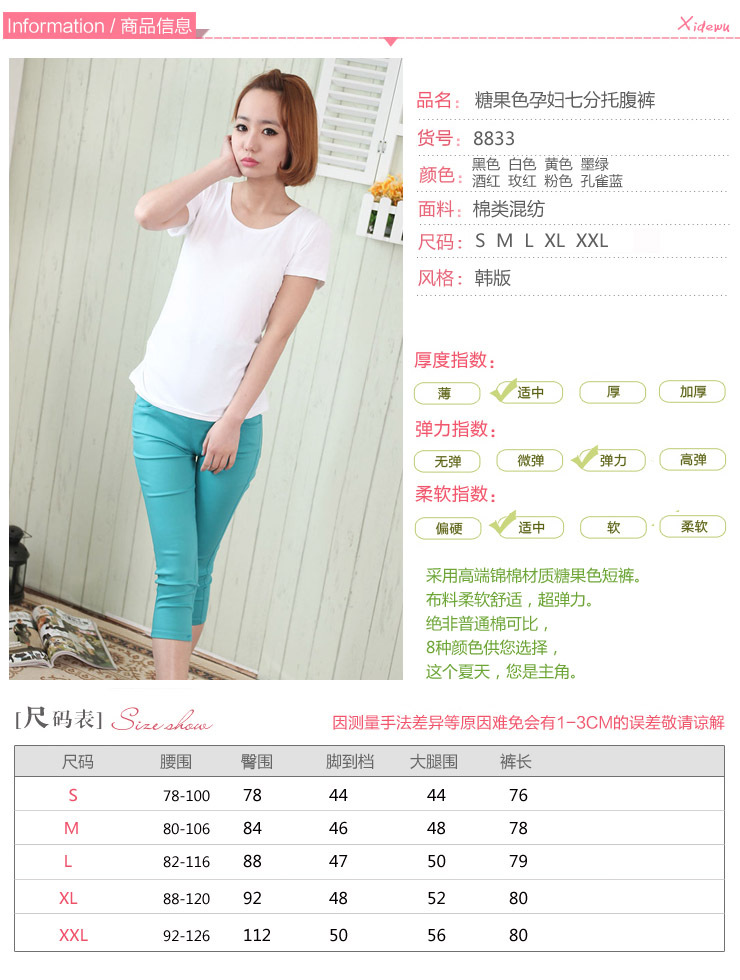 Information / 商品信息
Xidewu
品名： 糖果色孕妇七分托腹裤
货号： 8833
颜色： 黑色 白色 黄色 墨绿
酒红 玫红 粉色 孔雀蓝
面料： 棉类混纺
尺码： S M L XL XXL
风格： 韩版
厚度指数：
薄 适中 厚 加厚
弹力指数：
无弹 微弹 弹力 高弹
柔软指数：
偏硬 适中 软 柔软
采用高端锦棉材质糖果色短裤。
布料柔软舒适，超弹力。
绝非普通棉可比，
8种颜色供您选择，
这个夏天，您是主角。
[尺码表] Size show
因测量手法差异等原因难免会有1-3CM的误差敬请谅解
尺码 腰围 臀围 脚到档 大腿围 裤长
S 78-100 78 44 44 76
M 80-106 84 46 48 78
L 82-116 88 47 50 79
XL 88-120 92 48 52 80
XXL 92-126 112 50 56 80